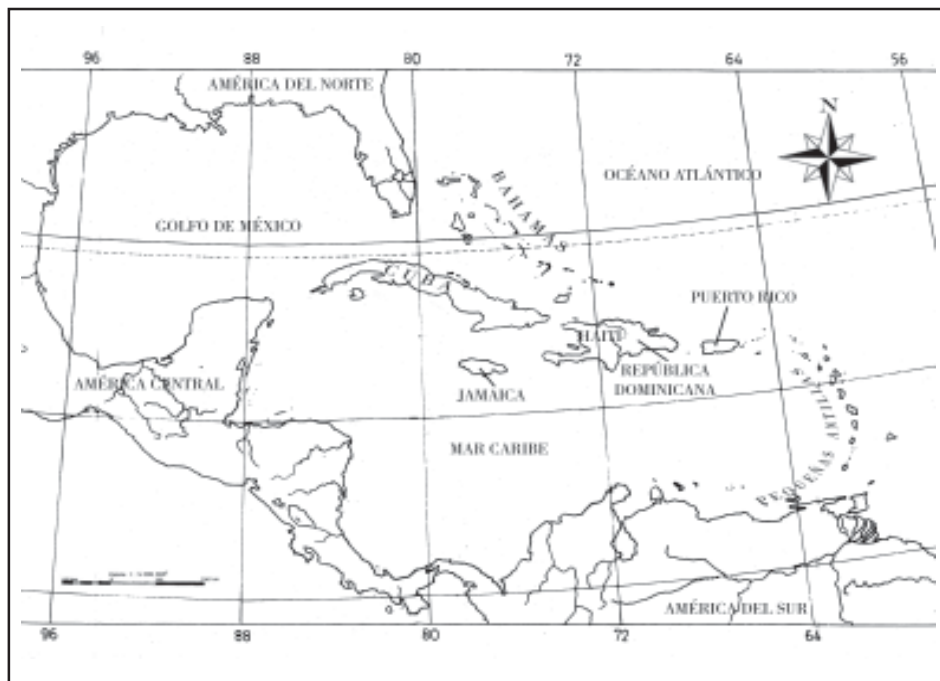 96 88 80 72 64 56
AMÉRICA DEL NORTE
N
OCÉANO ATLÁNTICO
BAHAMAS
GOLFO DE MÉXICO
CUBA
PUERTO RICO
HAITÍ
REPÚBLICA
DOMINICANA
AMÉRICA CENTRAL
JAMAICA
PEQUEÑAS ANTILLAS
MAR CARIBE
AMÉRICA DEL SUR
96 88 80 72 64